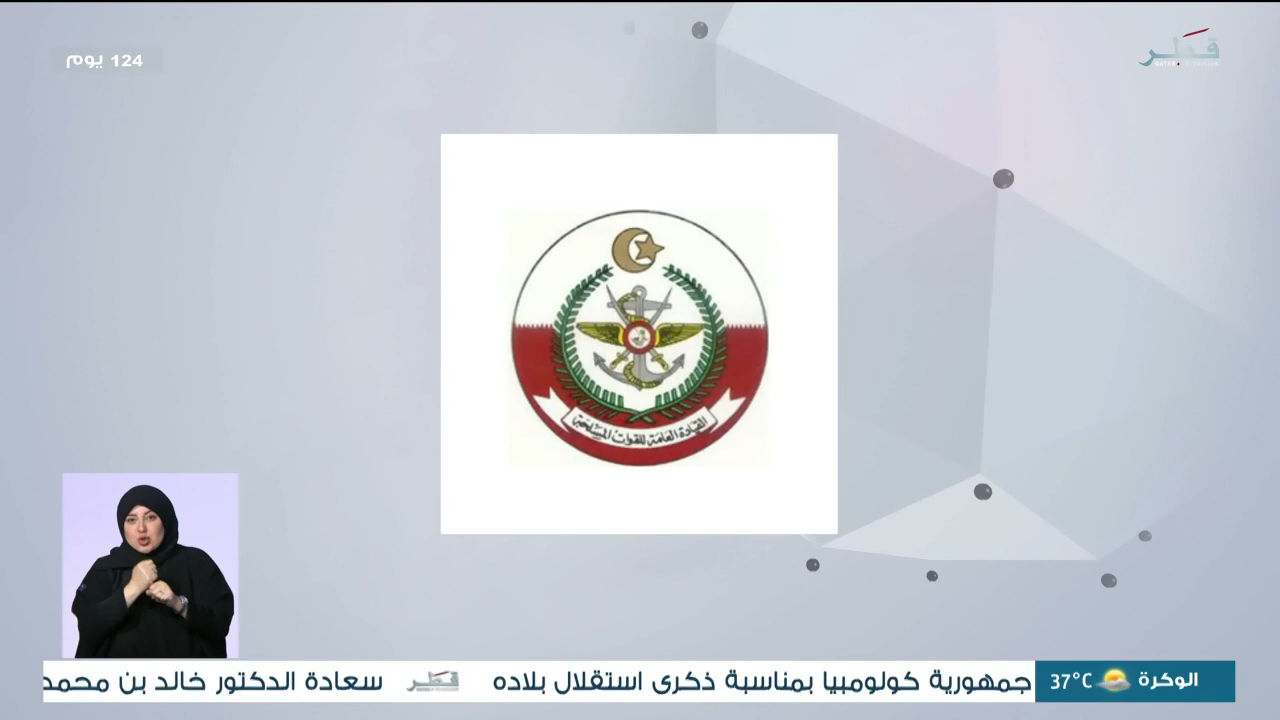 124 يوم
قطر
القيادة العامة للقوات المسلحة
جمهورية كولومبيا بمناسبة ذكرى استقلال بلاده
قطر
سعادة الدكتور خالد بن محمد
الوكرة
37°C